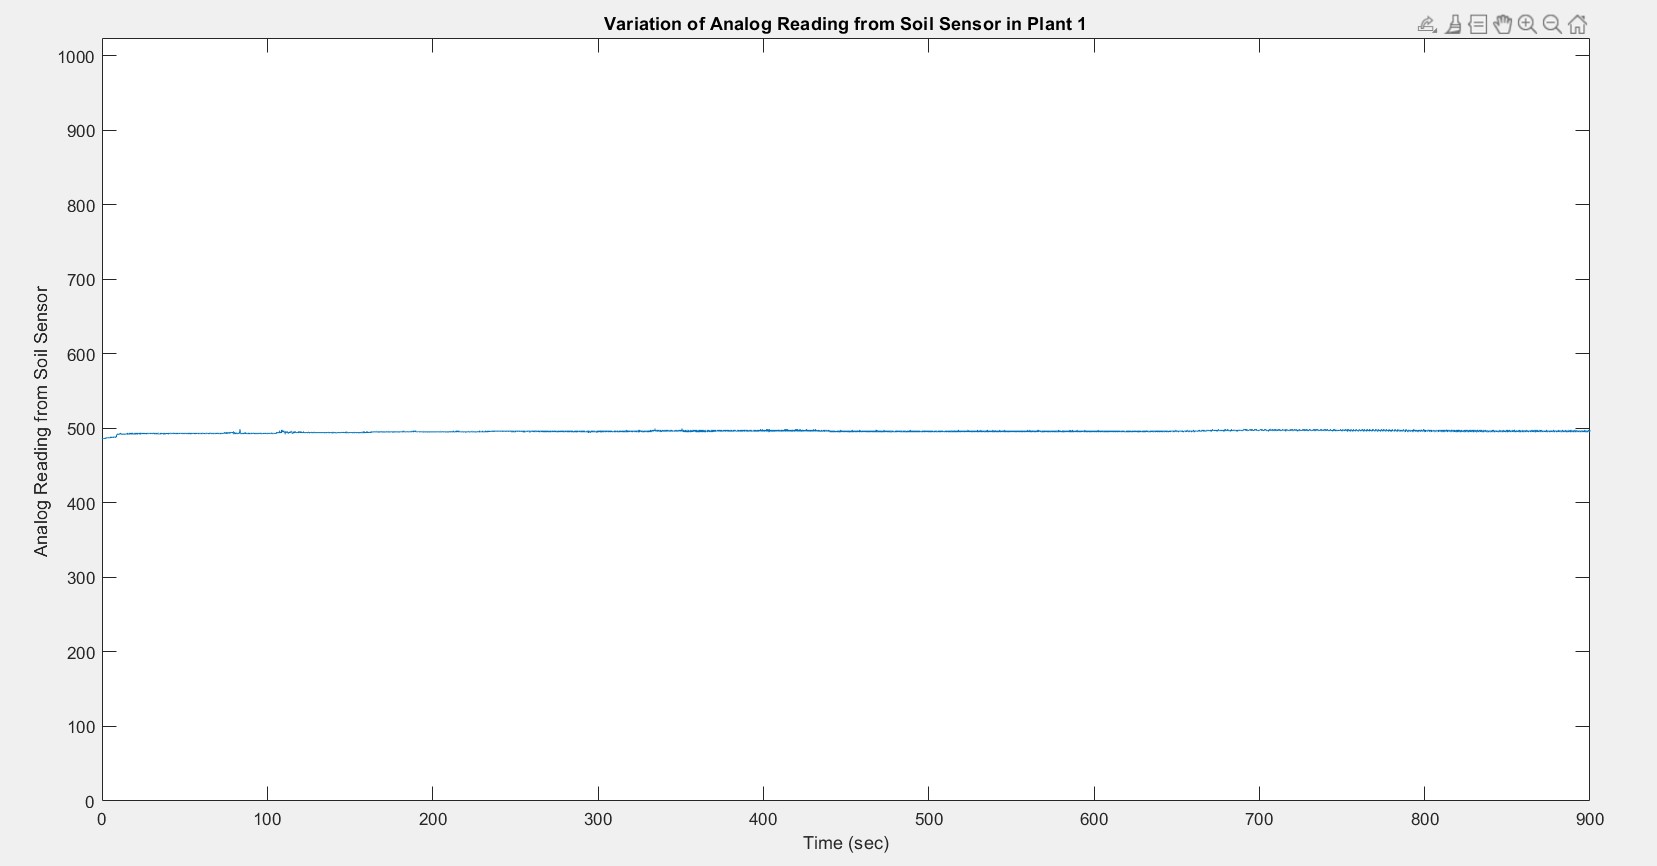 Variation of Analog Reading from Soil Sensor in Plant 1
1000
900
800
700
600
500
400
300
200
100
0
Analog Reading from Soil Sensor
0 100 200 300 400 500 600 700 800 900
Time (sec)